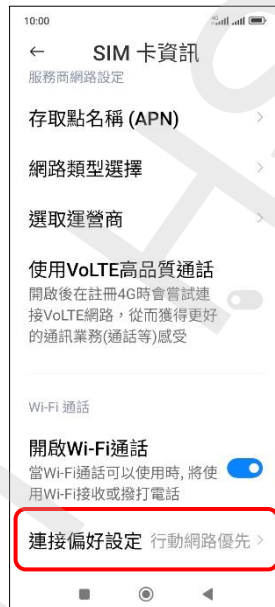 10:00
SIM 卡資訊
服務商網路設定
存取點名稱 (APN)
網路類型選擇
選取運營商
使用VoLTE高品質通話
開啟後在註冊4G時會嘗試連
接VoLTE網路，從而獲得更好
的通訊業務(通話等)感受
Wi-Fi 通話
開啟Wi-Fi通話
當Wi-Fi通話可以使用時, 將使
用Wi-Fi接收或撥打電話
連接偏好設定 行動網路優先